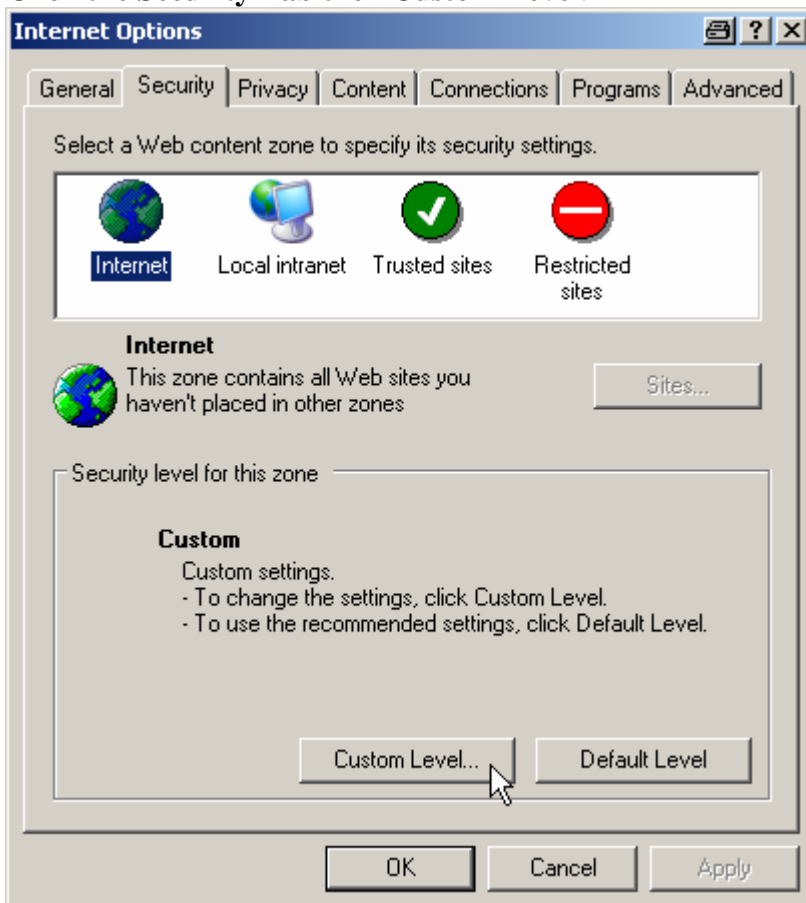 Internet Options
General Security Privacy Content Connections Programs Advanced
Select a Web content zone to specify its security settings.
Internet Local intranet Trusted sites Restricted
sites
Internet
This zone contains all Web sites you
haven't placed in other zones
Sites...
Security level for this zone
Custom
Custom settings.
- To change the settings, click Custom Level.
- To use the recommended settings, click Default Level.
Custom Level... Default Level
OK Cancel Apply